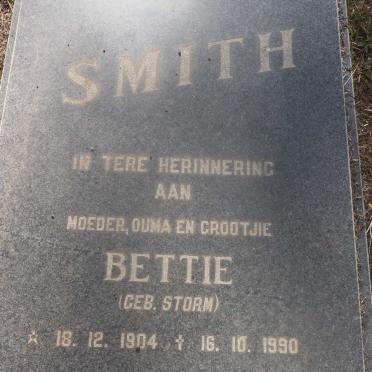 SMITH
IN TERE HERINNERING
AAN
MOEDER, OUMA EN GROOTJIE
BETTIE
(GEB. STORM)
☆ 18. 12. 1904 † 16. 10. 1990